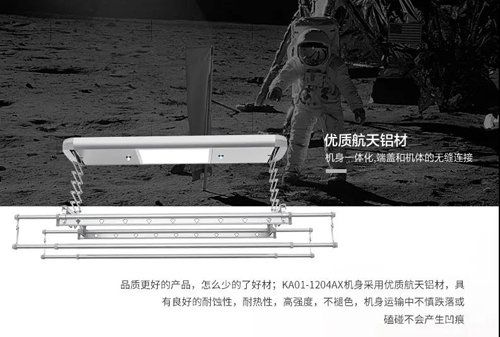 优质航天铝材
机身一体化,端盖和机体的无缝连接
品质更好的产品，怎么少的了好材；KA01-1204AX机身采用优质航天铝材，具
有良好的耐蚀性，耐热性，高强度，不褪色，机身运输中不慎跌落或
磕碰不会产生凹痕